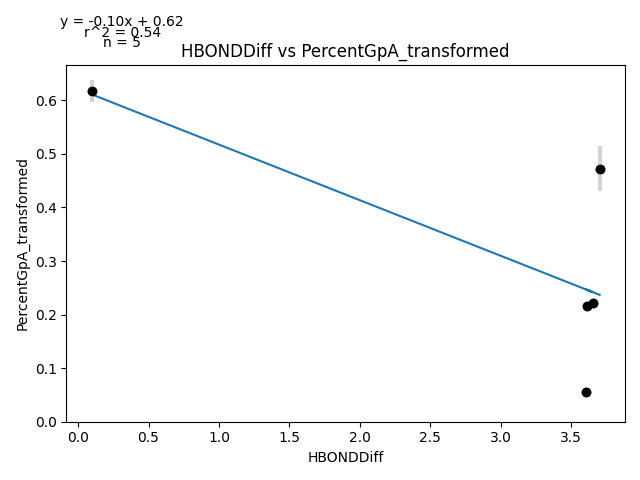 y = -0.10x + 0.62
r^2 = 0.54
n = 5
HBONDDiff vs PercentGpA_transformed
PercentGpA_transformed
0.6
0.5
0.4
0.3
0.2
0.1
0.0
0.0 0.5 1.0 1.5 2.0 2.5 3.0 3.5
HBONDDiff